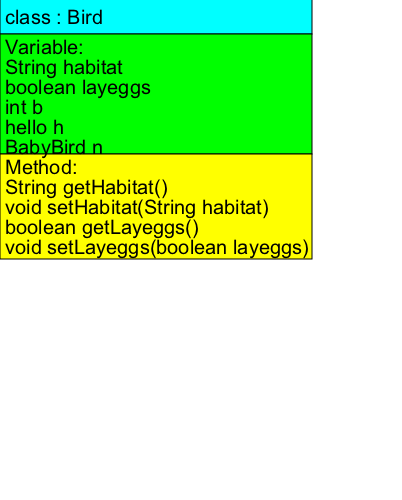 class : Bird
Variable:
String habitat
boolean layeggs
int b
hello h
BabyBird n
Method:
String getHabitat()
void setHabitat(String habitat)
boolean getLayeggs()
void setLayeggs(boolean layeggs)